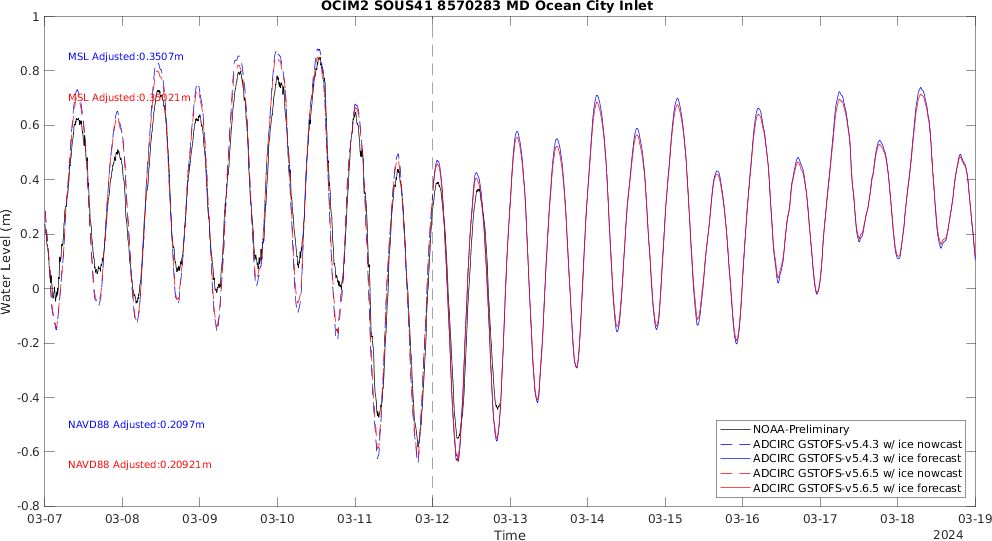 OCIM2 SOUS41 8570283 MD Ocean City Inlet
1
0.8
0.6
0.4
0.2
0
-0.2
-0.4
-0.6
-0.8
Water Level (m)
MSL Adjusted:0.3507m
MSL Adjusted:0.35021m
NAVD88 Adjusted:0.2097m
NAVD88 Adjusted:0.20921m
NOAA-Preliminary
ADCIRC GSTOFS-v5.4.3 w/ ice nowcast
ADCIRC GSTOFS-v5.4.3 w/ ice forecast
ADCIRC GSTOFS-v5.6.5 w/ ice nowcast
ADCIRC GSTOFS-v5.6.5 w/ ice forecast
03-07 03-08 03-09 03-10 03-11 03-12 03-13 03-14 03-15 03-16 03-17 03-18 03-19
2024
Time